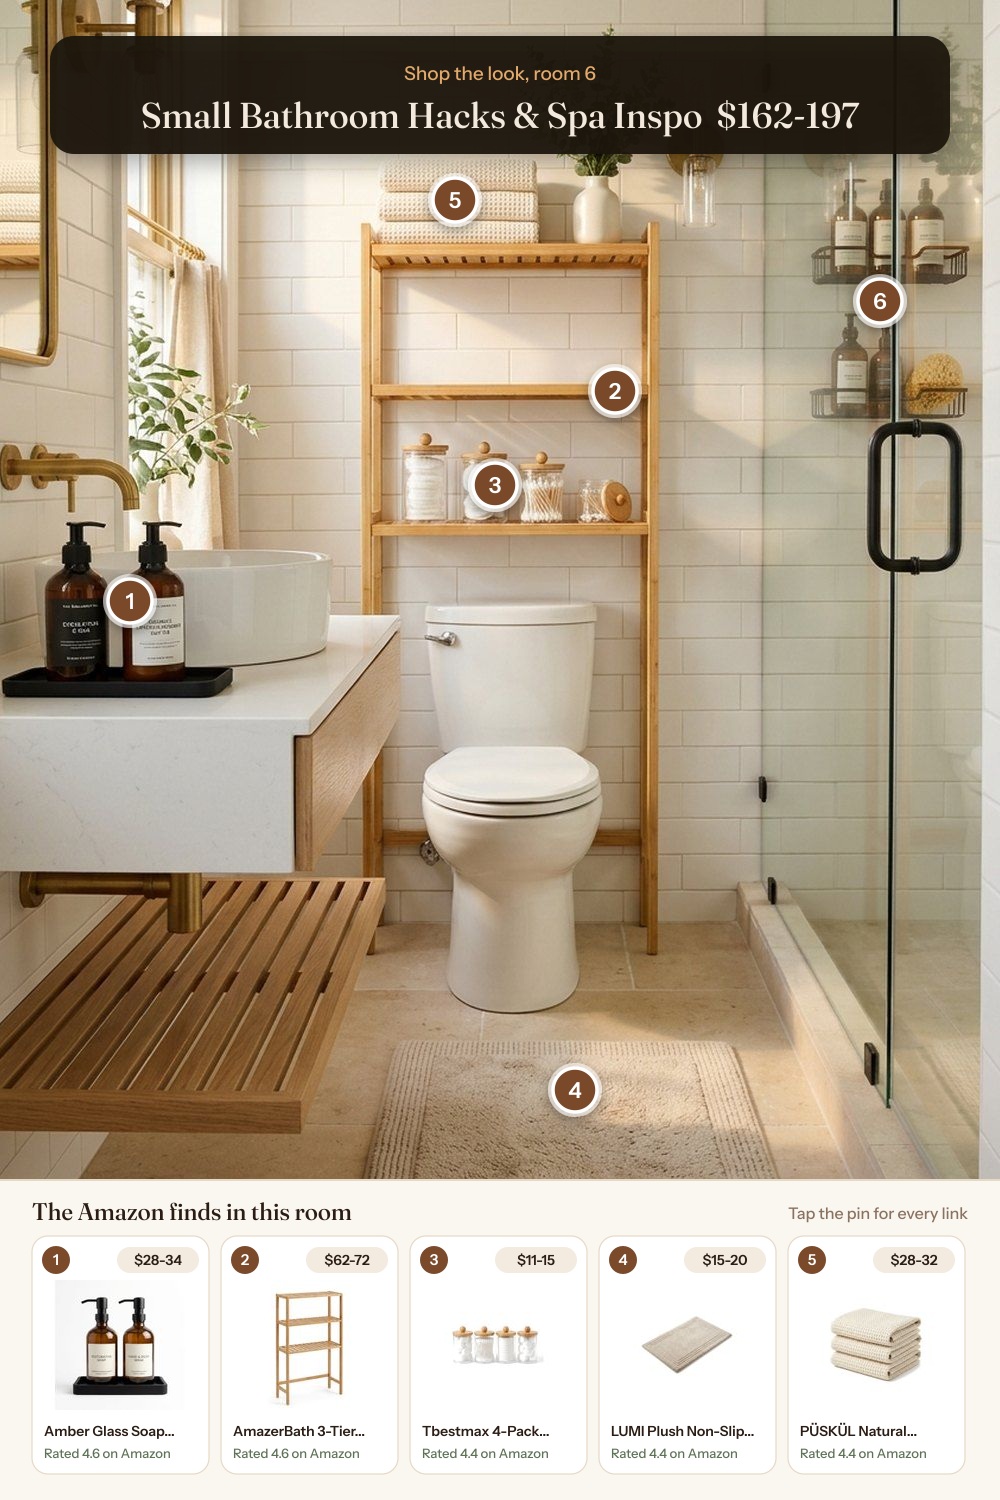 Shop the look, room 6
Small Bathroom Hacks & Spa Inspo $162-197
5
6
2
3
1
4
The Amazon finds in this room
Tap the pin for every link
1 $28-34
Amber Glass Soap...
Rated 4.6 on Amazon
2 $62-72
AmazerBath 3-Tier...
Rated 4.6 on Amazon
3 $11-15
Tbestmax 4-Pack...
Rated 4.4 on Amazon
4 $15-20
LUMI Plush Non-Slip...
Rated 4.4 on Amazon
5 $28-32
PÜSKÜL Natural...
Rated 4.4 on Amazon